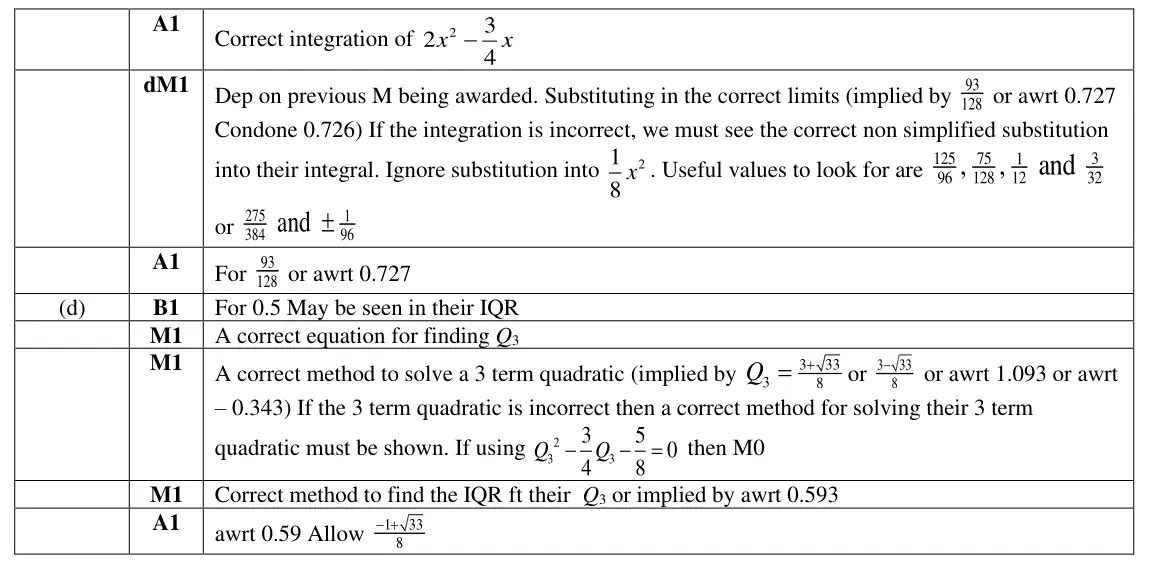 A1 Correct integration of 2x² − 3/4 x
dM1 Dep on previous M being awarded. Substituting in the correct limits (implied by 93/128 or awrt 0.727
Condone 0.726) If the integration is incorrect, we must see the correct non simplified substitution
into their integral. Ignore substitution into 1/8 x² . Useful values to look for are 125/96 , 75/128 , 1/12 and 3/32
or 275/384 and ± 1/96
A1 For 93/128 or awrt 0.727
(d) B1 For 0.5 May be seen in their IQR
M1 A correct equation for finding Q₃
M1 A correct method to solve a 3 term quadratic (implied by Q₃ = (3+√33)/8 or (3−√33)/8 or awrt 1.093 or awrt
– 0.343) If the 3 term quadratic is incorrect then a correct method for solving their 3 term
quadratic must be shown. If using Q₃² − 3/4 Q₃ − 5/8 = 0 then M0
M1 Correct method to find the IQR ft their Q₃ or implied by awrt 0.593
A1 awrt 0.59 Allow (−1+√33)/8